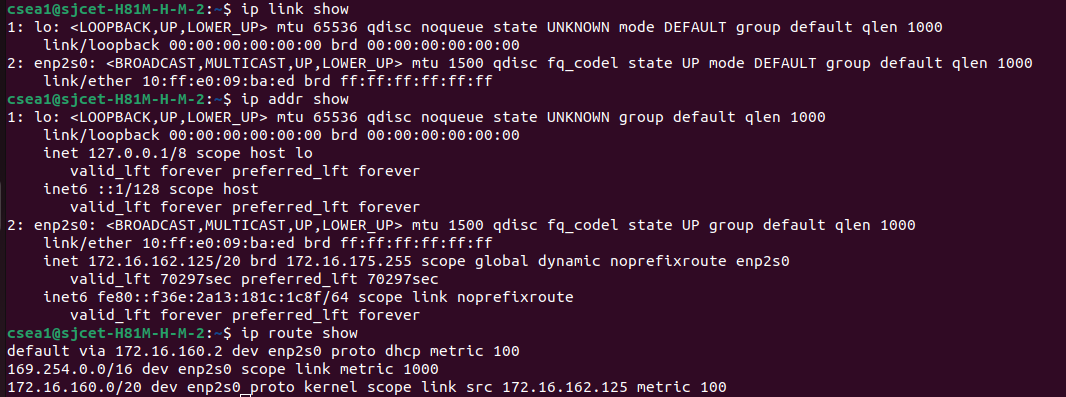 csea1@sjcet-H81M-H-M-2:~$ ip link show
1: lo: <LOOPBACK,UP,LOWER_UP> mtu 65536 qdisc noqueue state UNKNOWN mode DEFAULT group default qlen 1000
    link/loopback 00:00:00:00:00:00 brd 00:00:00:00:00:00
2: enp2s0: <BROADCAST,MULTICAST,UP,LOWER_UP> mtu 1500 qdisc fq_codel state UP mode DEFAULT group default qlen 1000
    link/ether 10:ff:e0:09:ba:ed brd ff:ff:ff:ff:ff:ff
csea1@sjcet-H81M-H-M-2:~$ ip addr show
1: lo: <LOOPBACK,UP,LOWER_UP> mtu 65536 qdisc noqueue state UNKNOWN group default qlen 1000
    link/loopback 00:00:00:00:00:00 brd 00:00:00:00:00:00
    inet 127.0.0.1/8 scope host lo
       valid_lft forever preferred_lft forever
    inet6 ::1/128 scope host
       valid_lft forever preferred_lft forever
2: enp2s0: <BROADCAST,MULTICAST,UP,LOWER_UP> mtu 1500 qdisc fq_codel state UP group default qlen 1000
    link/ether 10:ff:e0:09:ba:ed brd ff:ff:ff:ff:ff:ff
    inet 172.16.162.125/20 brd 172.16.175.255 scope global dynamic noprefixroute enp2s0
       valid_lft 70297sec preferred_lft 70297sec
    inet6 fe80::f36e:2a13:181c:1c8f/64 scope link noprefixroute
       valid_lft forever preferred_lft forever
csea1@sjcet-H81M-H-M-2:~$ ip route show
default via 172.16.160.2 dev enp2s0 proto dhcp metric 100
169.254.0.0/16 dev enp2s0 scope link metric 1000
172.16.160.0/20 dev enp2s0 proto kernel scope link src 172.16.162.125 metric 100